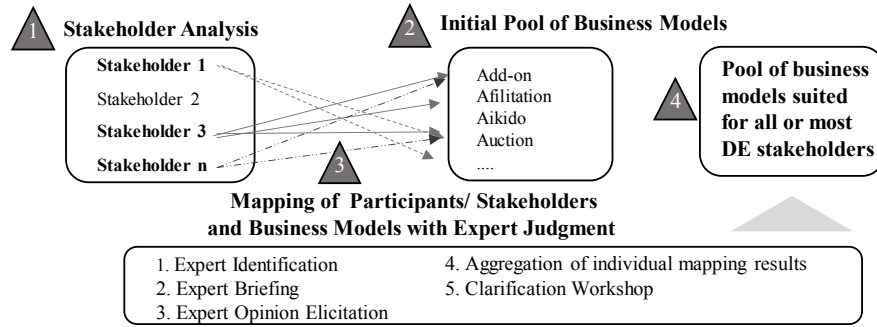 1 Stakeholder Analysis
Stakeholder 1
Stakeholder 2
Stakeholder 3
Stakeholder n
2 Initial Pool of Business Models
Add-on
Afilitation
Aikido
Auction
....
3
Mapping of Participants/ Stakeholders
and Business Models with Expert Judgment
4
Pool of business
models suited
for all or most
DE stakeholders
1. Expert Identification
2. Expert Briefing
3. Expert Opinion Elicitation
4. Aggregation of individual mapping results
5. Clarification Workshop